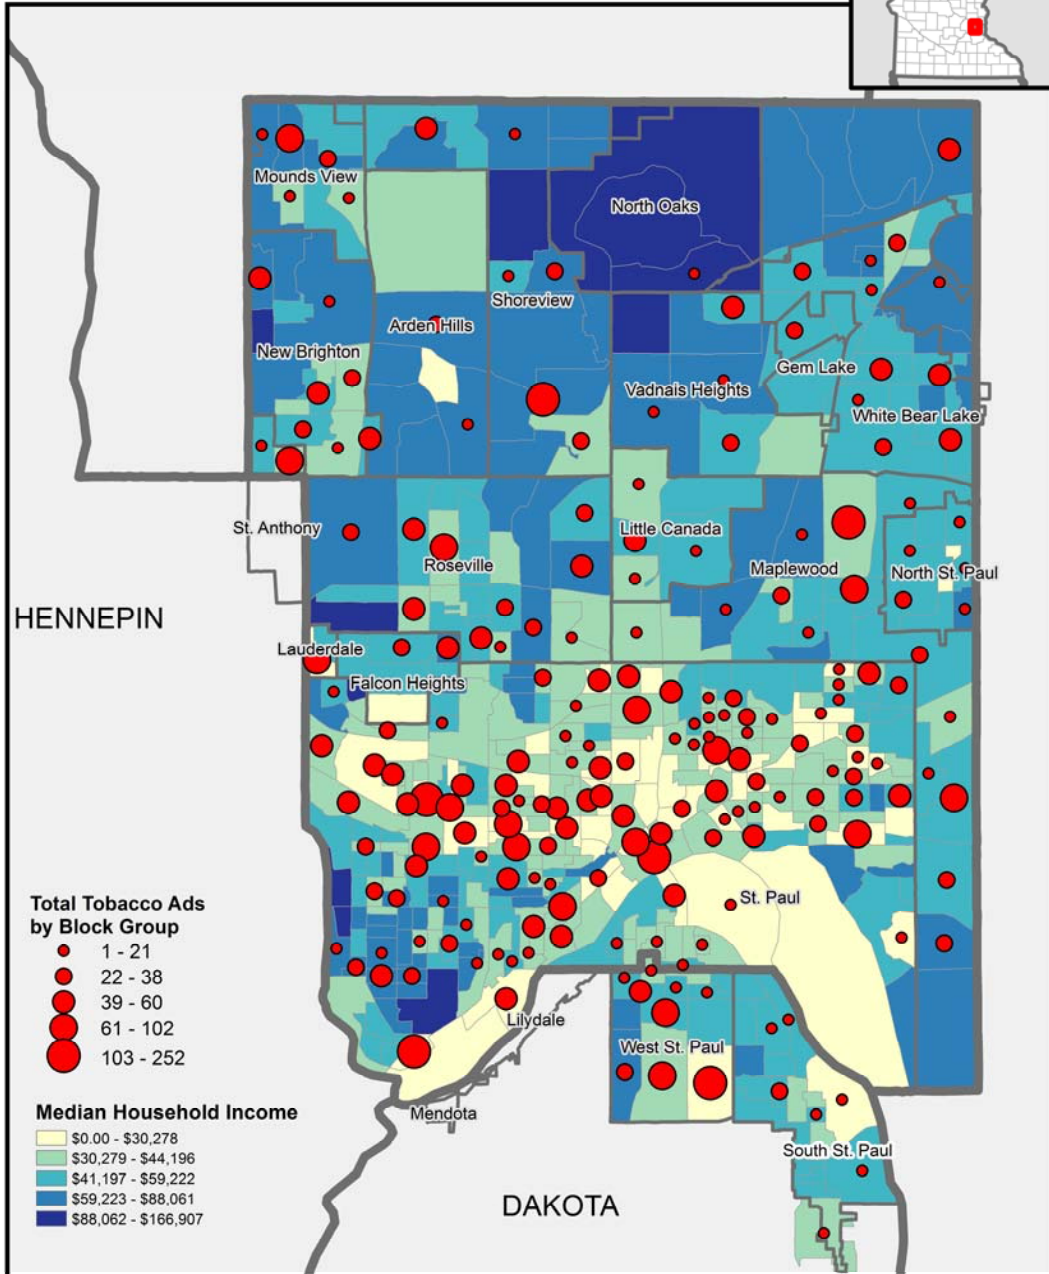 Mounds View
North Oaks
Shoreview
Arden Hills
New Brighton
Gem Lake
Vadnais Heights
White Bear Lake
St. Anthony
Little Canada
Roseville
Maplewood
North St. Paul
HENNEPIN
Lauderdale
Falcon Heights
St. Paul
Total Tobacco Ads
by Block Group
1 - 21
22 - 38
39 - 60
61 - 102
103 - 252
Lilydale
West St. Paul
Mendota
Median Household Income
$0.00 - $30,278
$30,279 - $44,196
$41,197 - $59,222
$59,223 - $88,061
$88,062 - $166,907
South St. Paul
DAKOTA